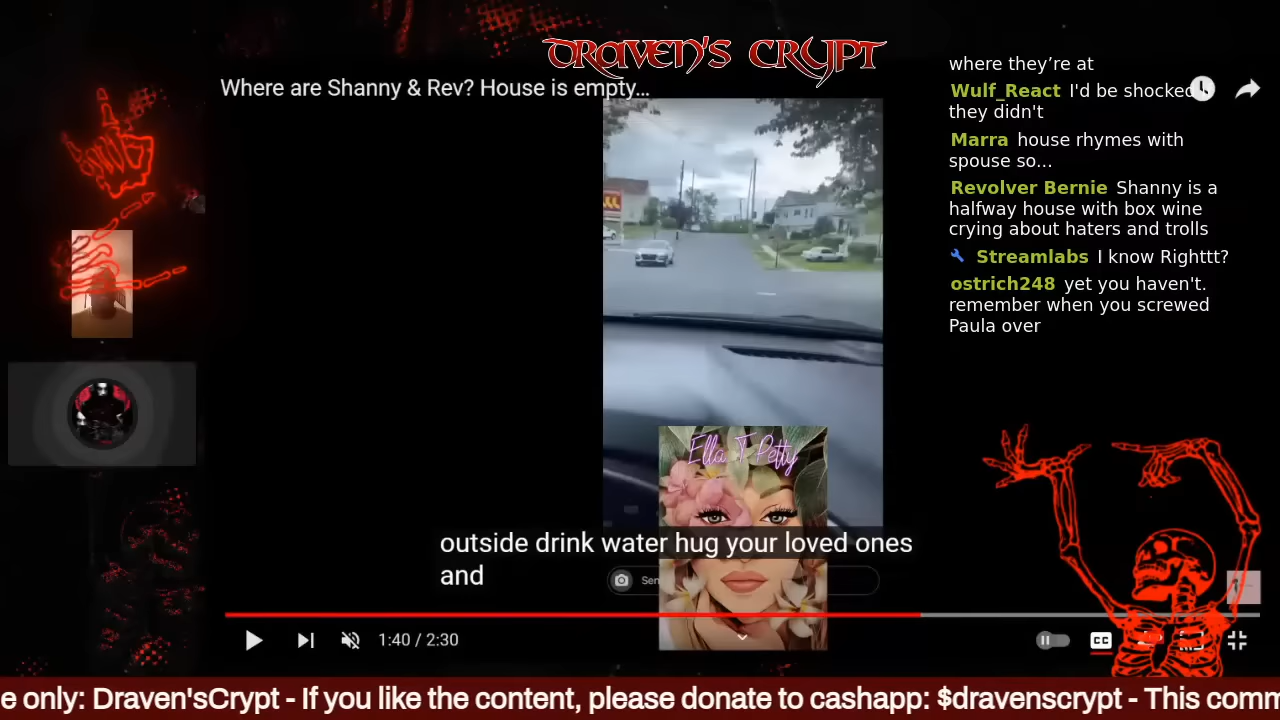 DRAVEN'S CRYPT
Where are Shanny & Rev? House is empty...
where they're at
Wulf_React I'd be shocked
they didn't
Marra house rhymes with
spouse so...
Revolver Bernie Shanny is a
halfway house with box wine
crying about haters and trolls
Streamlabs I know Righttt?
ostrich248 yet you haven't.
remember when you screwed
Paula over
Ella T Petty
outside drink water hug your loved ones
and
Sen
1:40 / 2:30
CC
e only: Draven'sCrypt - If you like the content, please donate to cashapp: $dravenscrypt - This comm